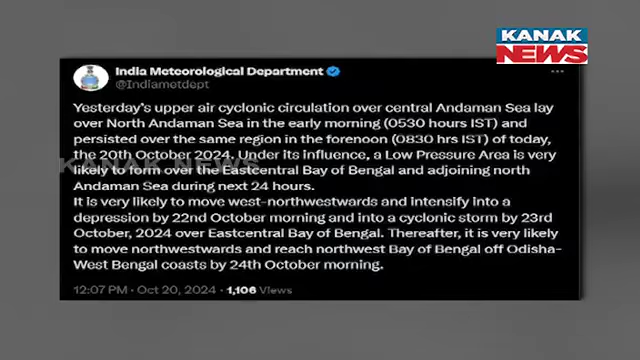 KANAK
NEWS
India Meteorological Department
@Indiametdept
Yesterday's upper air cyclonic circulation over central Andaman Sea lay
over North Andaman Sea in the early morning (0530 hours IST) and
persisted over the same region in the forenoon (0830 hrs IST) of today,
the 20th October 2024. Under its influence, a Low Pressure Area is very
likely to form over the Eastcentral Bay of Bengal and adjoining north
Andaman Sea during next 24 hours.
It is very likely to move west-northwestwards and intensify into a
depression by 22nd October morning and into a cyclonic storm by 23rd
October, 2024 over Eastcentral Bay of Bengal. Thereafter, it is very likely
to move northwestwards and reach northwest Bay of Bengal off Odisha-
West Bengal coasts by 24th October morning.
12:07 PM · Oct 20, 2024 · 1,106 Views
KANAK NEWS